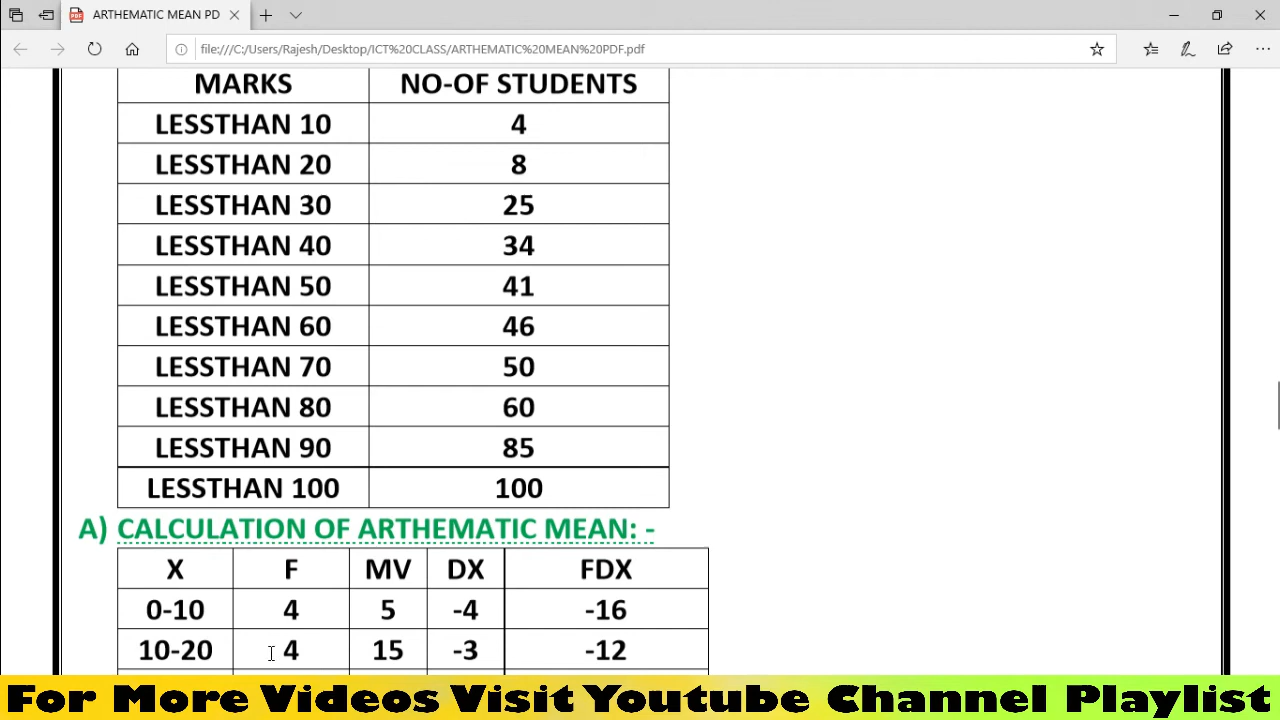 ARTHEMATIC MEAN PD
file:///C:/Users/Rajesh/Desktop/ICT%20CLASS/ARTHEMATIC%20MEAN%20PDF.pdf
MARKS NO-OF STUDENTS
LESSTHAN 10 4
LESSTHAN 20 8
LESSTHAN 30 25
LESSTHAN 40 34
LESSTHAN 50 41
LESSTHAN 60 46
LESSTHAN 70 50
LESSTHAN 80 60
LESSTHAN 90 85
LESSTHAN 100 100
A) CALCULATION OF ARTHEMATIC MEAN: -
X F MV DX FDX
0-10 4 5 -4 -16
10-20 4 15 -3 -12
For More Videos Visit Youtube Channel Playlist